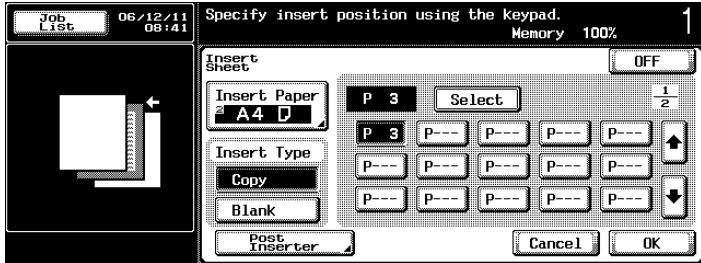 Job List
06/12/11
08:41
Specify insert position using the keypad.
Memory 100%
1
Insert Sheet
OFF
Insert Paper
2 A4
P 3
Select
1
2
P 3 P--- P--- P--- P---
Insert Type
P--- P--- P--- P--- P---
Copy
P--- P--- P--- P--- P---
Blank
Post Inserter
Cancel
OK